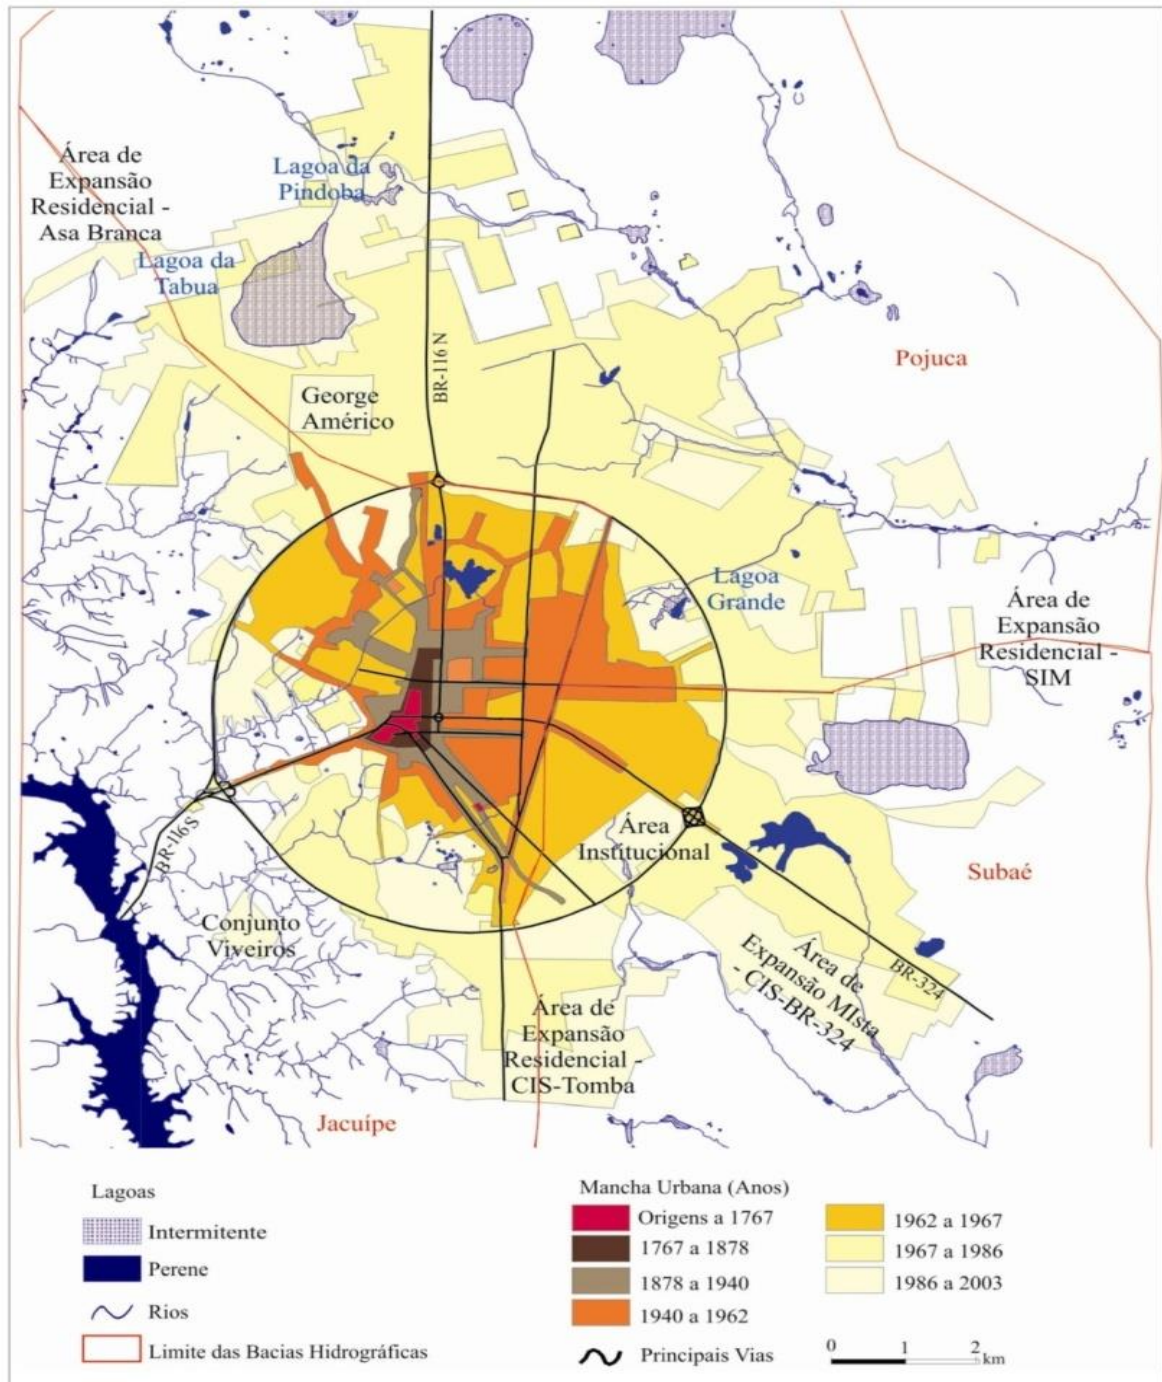 Área de
Expansão
Residencial -
Asa Branca
Lagoa da
Pindoba
Lagoa da
Tabua
BR-116 N
Pojuca
George
Américo
Lagoa
Grande
Área de
Expansão
Residencial -
SIM
Área
Institucional
Subaé
BR-116S
Conjunto
Viveiros
Área de
Expansão MIsta
- CIS-BR-324
BR-324
Área de
Expansão
Residencial -
CIS-Tomba
Jacuípe
Lagoas
Intermitente
Perene
Rios
Limite das Bacias Hidrográficas
Mancha Urbana (Anos)
Origens a 1767
1767 a 1878
1878 a 1940
1940 a 1962
Principais Vias
1962 a 1967
1967 a 1986
1986 a 2003
0 1 2
km